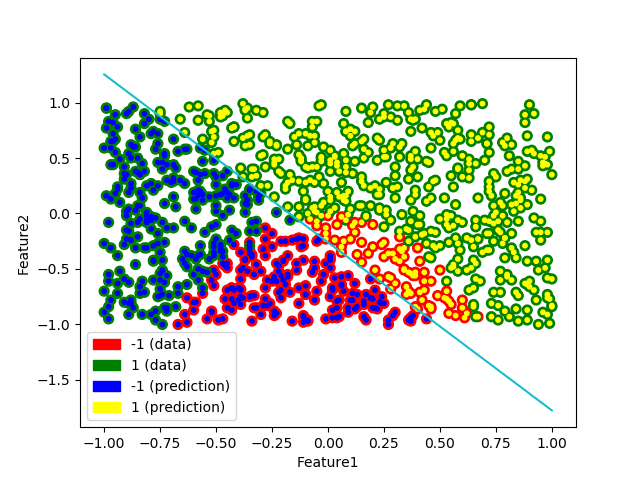 1.0
0.5
0.0
−0.5
−1.0
−1.5
Feature2
-1 (data)
1 (data)
-1 (prediction)
1 (prediction)
−1.00 −0.75 −0.50 −0.25 0.00 0.25 0.50 0.75 1.00
Feature1